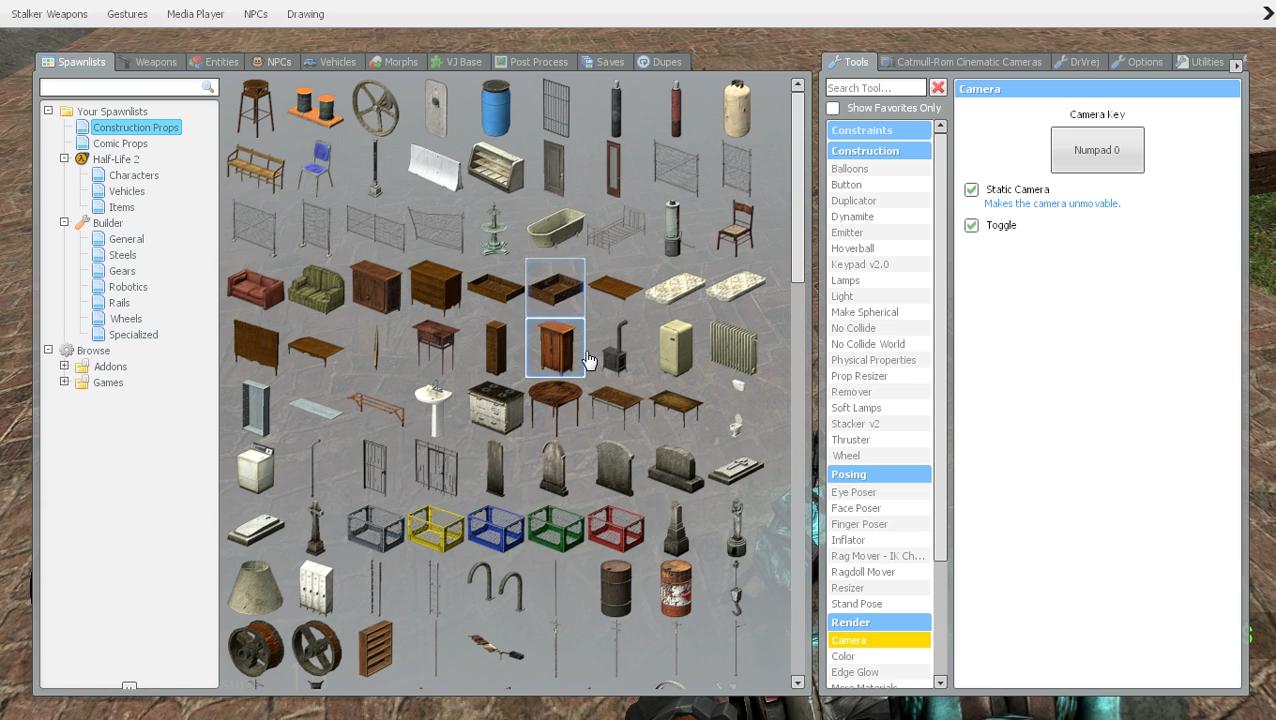 Stalker Weapons Gestures Media Player NPCs Drawing
Spawnlists Weapons Entities NPCs Vehicles Morphs VJ Base Post Process Saves Dupes
Your Spawnlists
Construction Props
Comic Props
Half-Life 2
Characters
Vehicles
Items
Builder
General
Steels
Gears
Robotics
Rails
Wheels
Specialized
Browse
Addons
Games
Tools Catmull-Rom Cinematic Cameras DrVrej Options Utilities
Search Tool...
Show Favorites Only
Constraints
Construction
Balloons
Button
Duplicator
Dynamite
Emitter
Hoverball
Keypad v2.0
Lamps
Light
Make Spherical
No Collide
No Collide World
Physical Properties
Prop Resizer
Remover
Soft Lamps
Stacker v2
Thruster
Wheel
Posing
Eye Poser
Face Poser
Finger Poser
Inflator
Rag Mover - IK Ch...
Ragdoll Mover
Resizer
Stand Pose
Render
Camera
Color
Edge Glow
More Materials
Camera
Camera Key
Numpad 0
Static Camera
Makes the camera unmovable.
Toggle